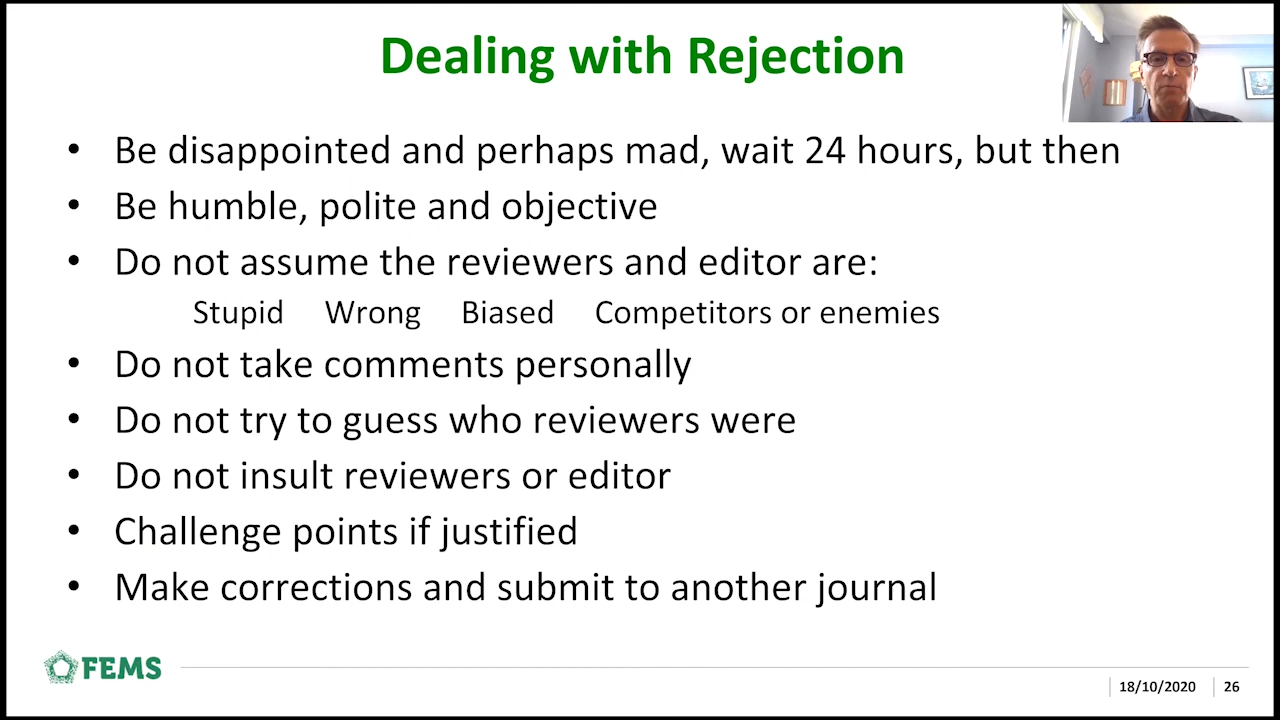 Dealing with Rejection
• Be disappointed and perhaps mad, wait 24 hours, but then
• Be humble, polite and objective
• Do not assume the reviewers and editor are:
Stupid Wrong Biased Competitors or enemies
• Do not take comments personally
• Do not try to guess who reviewers were
• Do not insult reviewers or editor
• Challenge points if justified
• Make corrections and submit to another journal
FEMS
18/10/2020 26